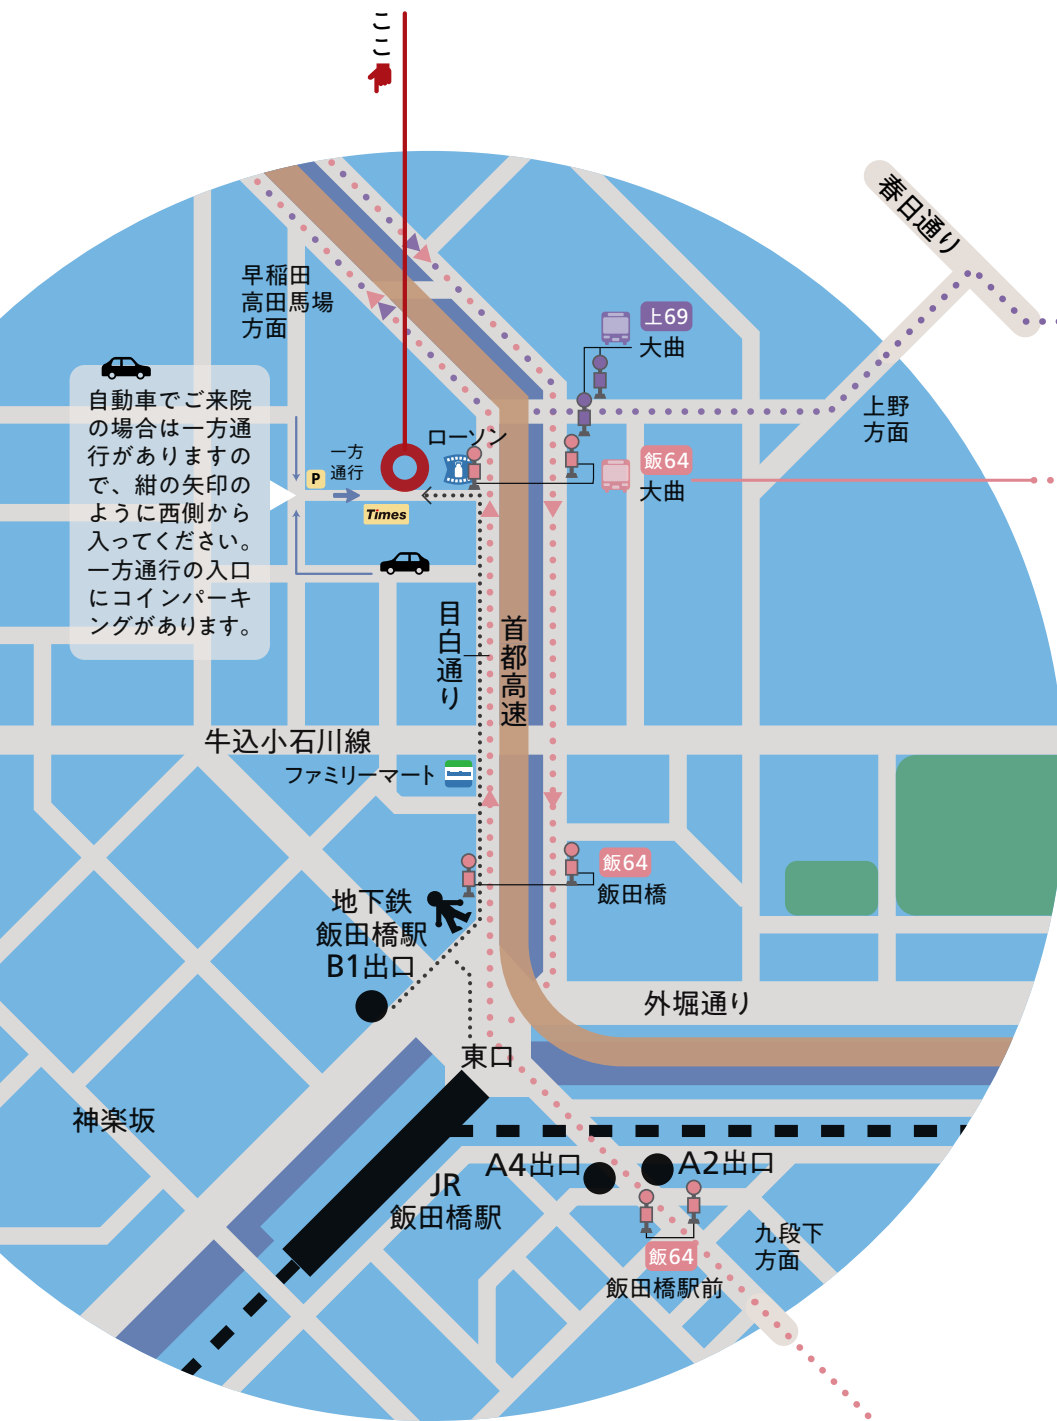 ここ
春日通り
早稲田
高田馬場
方面
上69
大曲
上野
方面
自動車でご来院
の場合は一方通
行がありますの
で、紺の矢印の
ように西側から
入ってください。
一方通行の入口
にコインパーキ
ングがあります。
ローソン
一方
通行
P
Times
飯64
大曲
目白通り
首都高速
牛込小石川線
ファミリーマート
飯64
飯田橋
地下鉄
飯田橋駅
B1出口
外堀通り
東口
神楽坂
A4出口
A2出口
JR
飯田橋駅
九段下
方面
飯64
飯田橋駅前